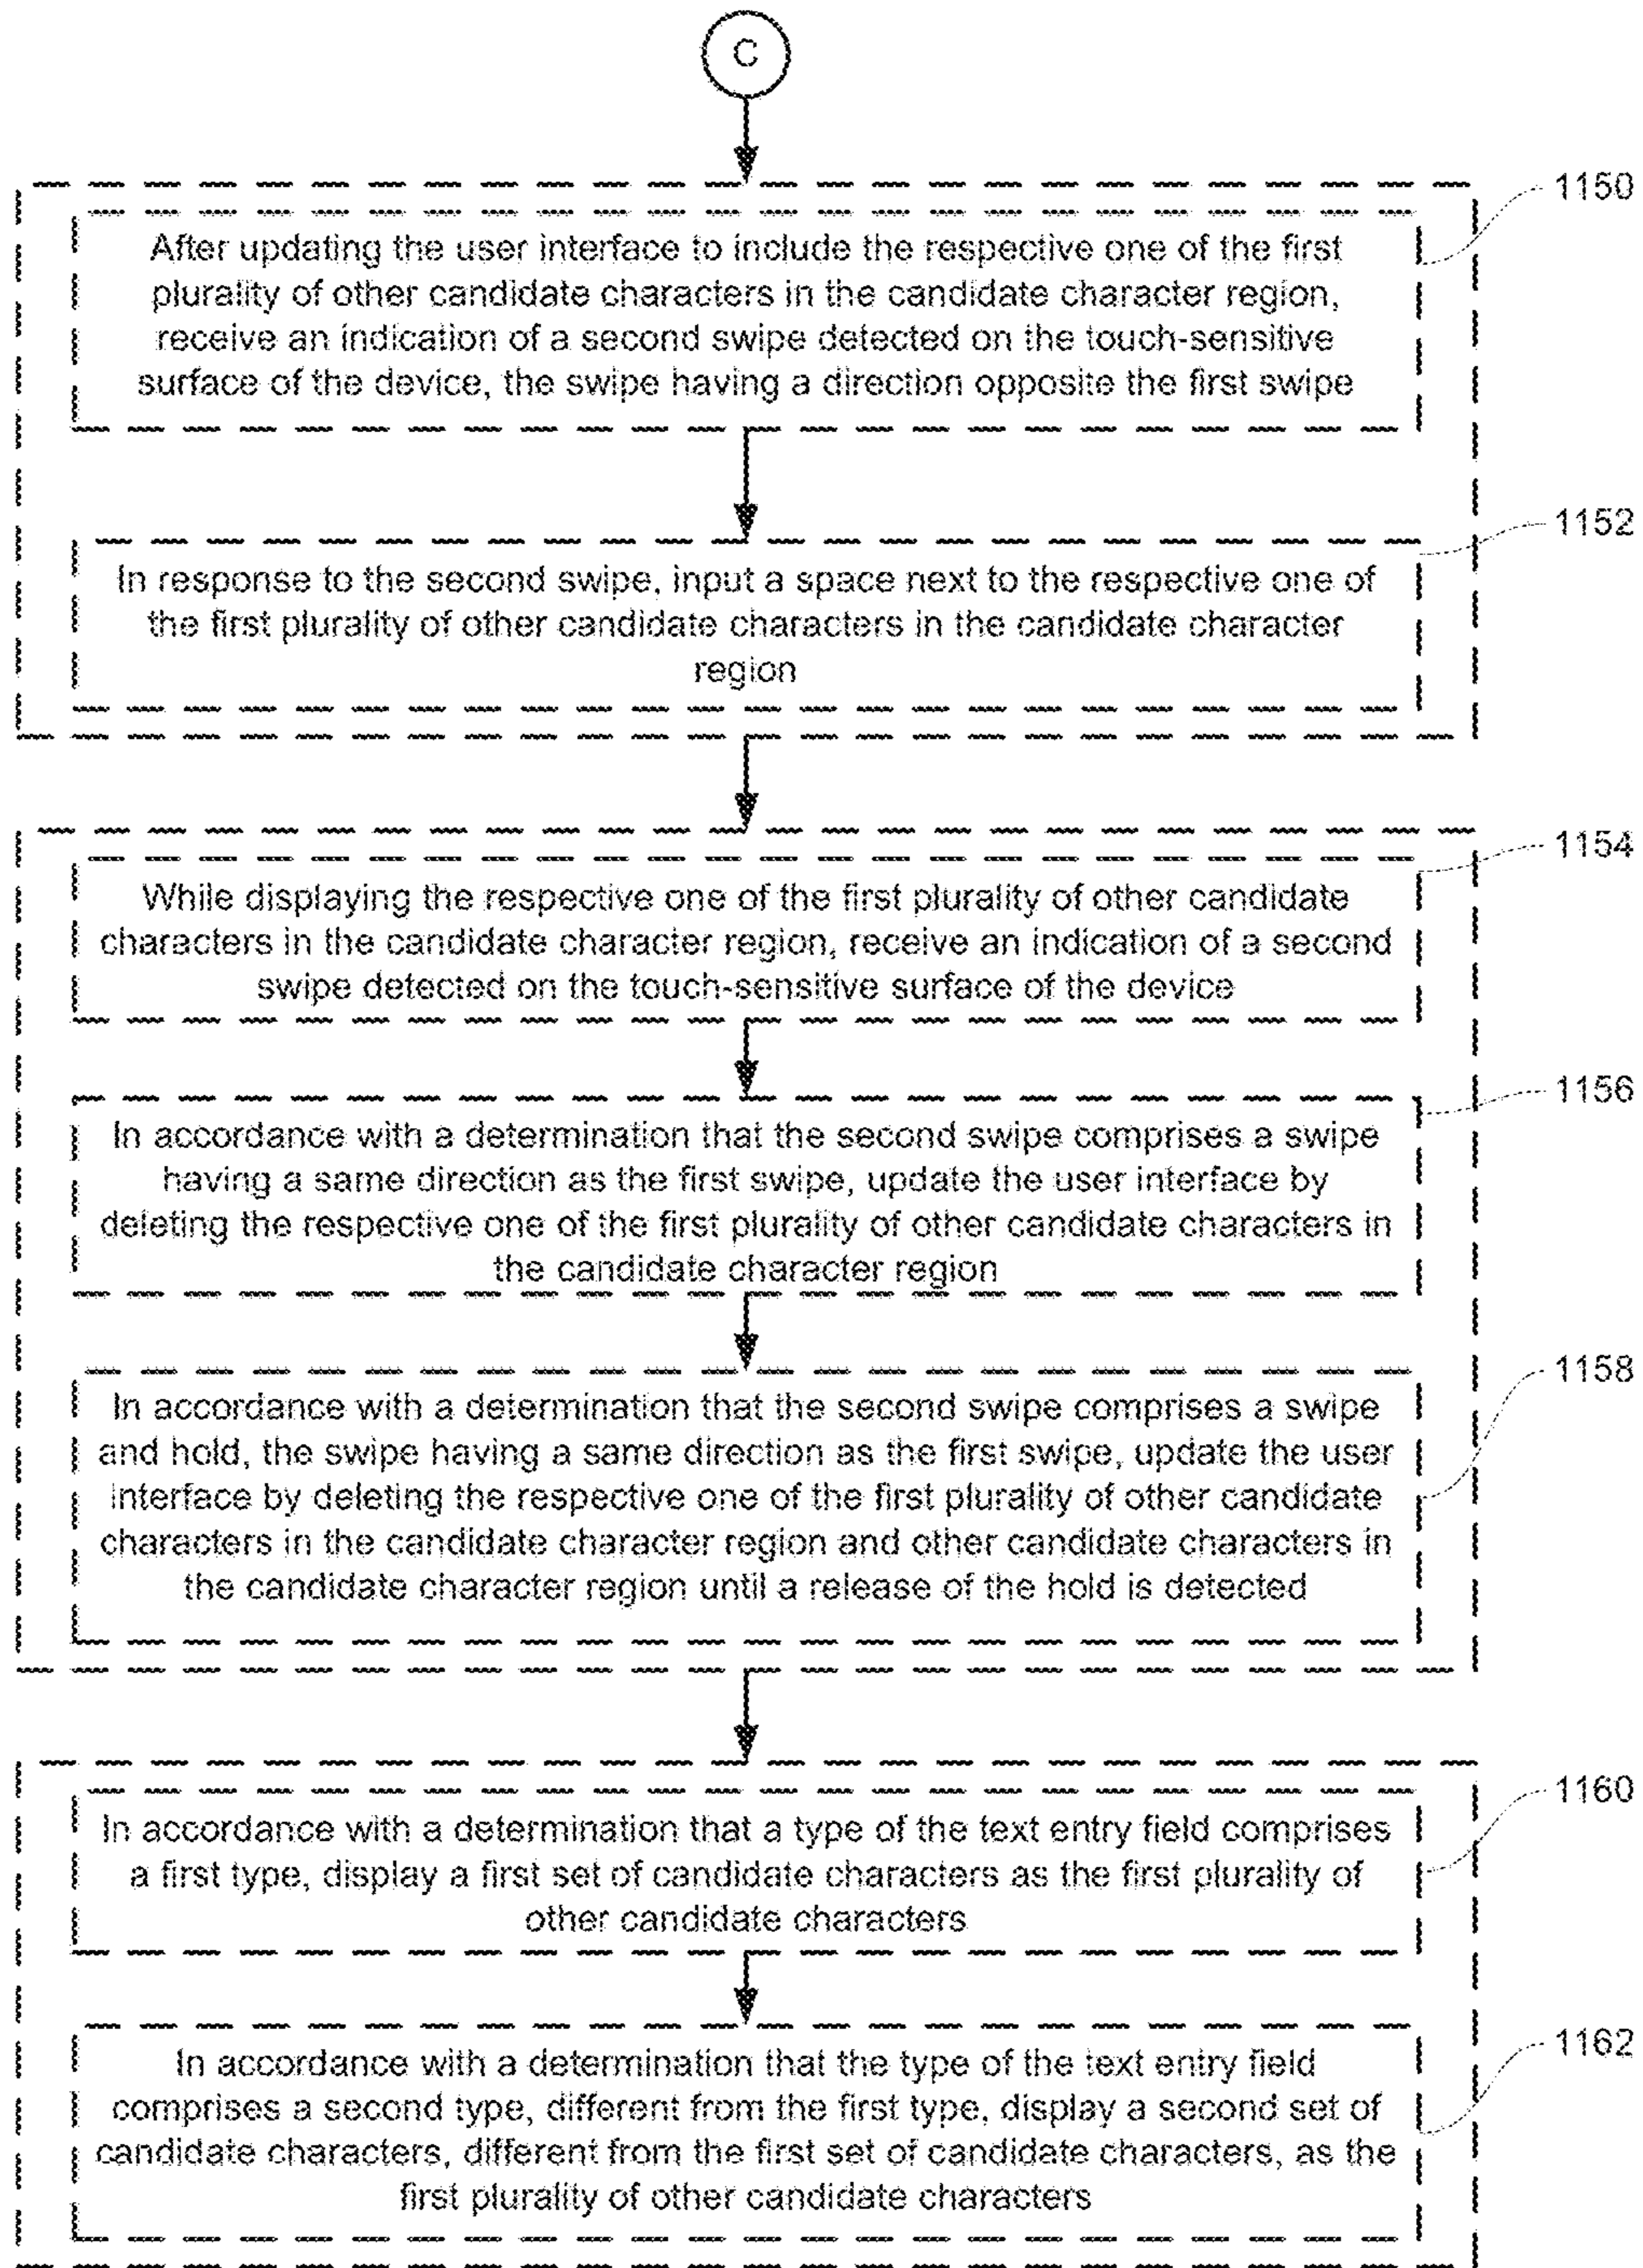 C
1150
After updating the user interface to include the respective one of the first
plurality of other candidate characters in the candidate character region,
receive an indication of a second swipe detected on the touch-sensitive
surface of the device, the swipe having a direction opposite the first swipe
1152
In response to the second swipe, input a space next to the respective one of
the first plurality of other candidate characters in the candidate character
region
1154
While displaying the respective one of the first plurality of other candidate
characters in the candidate character region, receive an indication of a second
swipe detected on the touch-sensitive surface of the device
1156
In accordance with a determination that the second swipe comprises a swipe
having a same direction as the first swipe, update the user interface by
deleting the respective one of the first plurality of other candidate characters in
the candidate character region
1158
In accordance with a determination that the second swipe comprises a swipe
and hold, the swipe having a same direction as the first swipe, update the user
interface by deleting the respective one of the first plurality of other candidate
characters in the candidate character region and other candidate characters in
the candidate character region until a release of the hold is detected
1160
In accordance with a determination that a type of the text entry field comprises
a first type, display a first set of candidate characters as the first plurality of
other candidate characters
1162
In accordance with a determination that the type of the text entry field
comprises a second type, different from the first type, display a second set of
candidate characters, different from the first set of candidate characters, as the
first plurality of other candidate characters